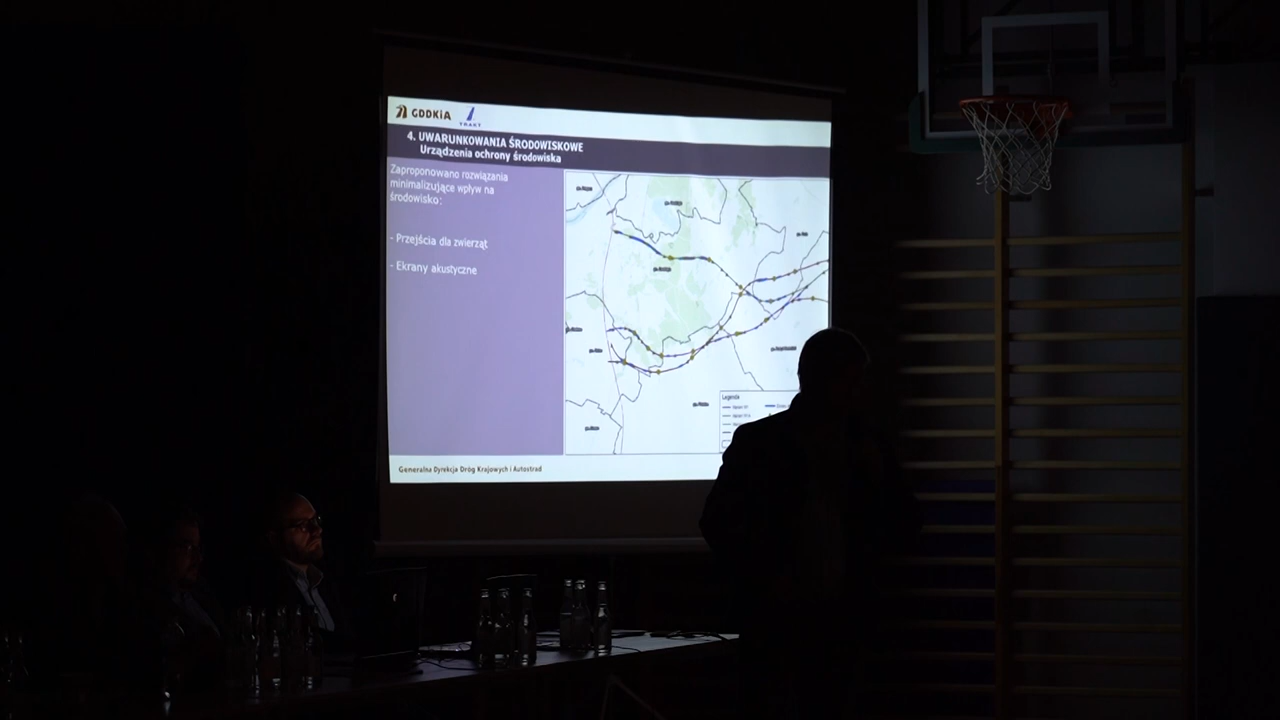 GDDKiA
TRAKT
4. UWARUNKOWANIA ŚRODOWISKOWE
Urządzenia ochrony środowiska
Zaproponowano rozwiązania
minimalizujące wpływ na
środowisko:
- Przejścia dla zwierząt
- Ekrany akustyczne
Legenda
Generalna Dyrekcja Dróg Krajowych i Autostrad